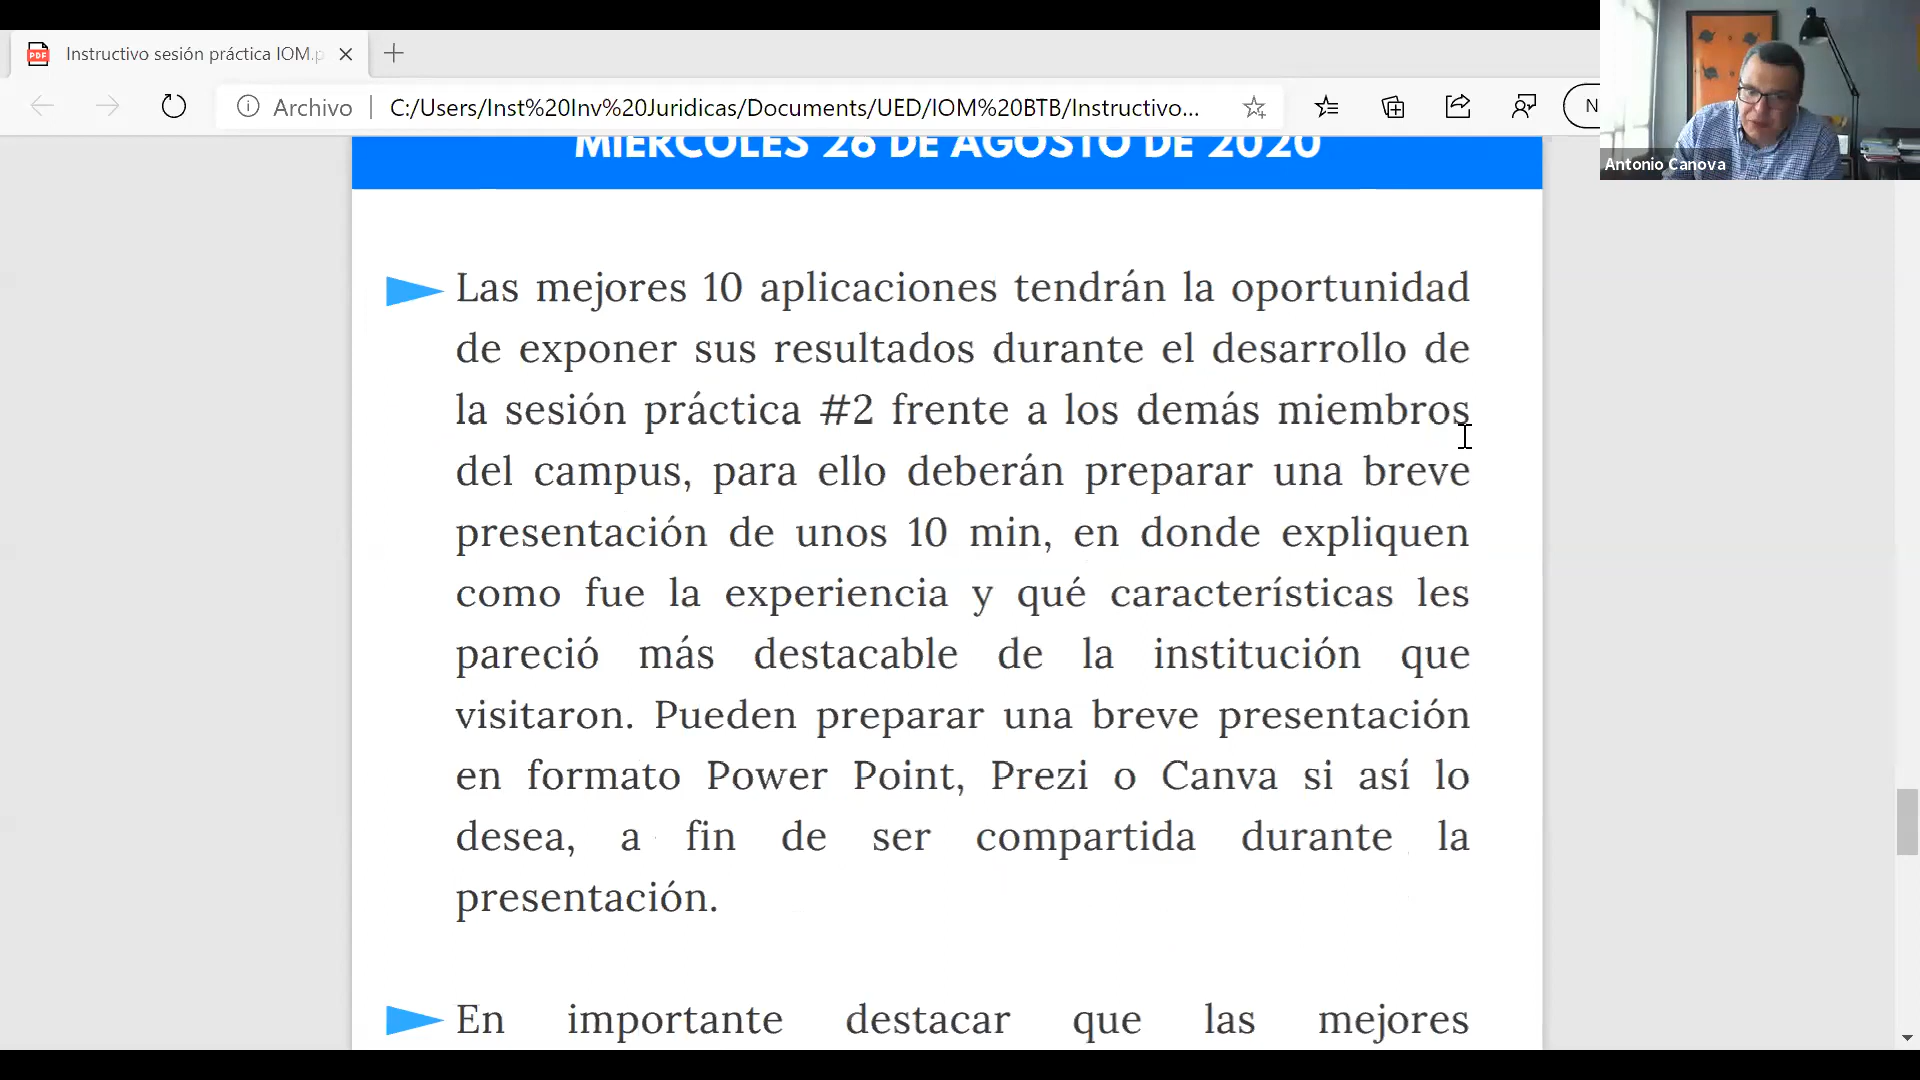 Instructivo sesión práctica IOM.p
Archivo
C:/Users/Inst%20Inv%20Juridicas/Documents/UED/IOM%20BTB/Instructivo...
N
Antonio Canova
MIÉRCOLES 26 DE AGOSTO DE 2020
Las mejores 10 aplicaciones tendrán la oportunidad
de exponer sus resultados durante el desarrollo de
la sesión práctica #2 frente a los demás miembros
del campus, para ello deberán preparar una breve
presentación de unos 10 min, en donde expliquen
como fue la experiencia y qué características les
pareció más destacable de la institución que
visitaron. Pueden preparar una breve presentación
en formato Power Point, Prezi o Canva si así lo
desea, a fin de ser compartida durante la
presentación.
En importante destacar que las mejores